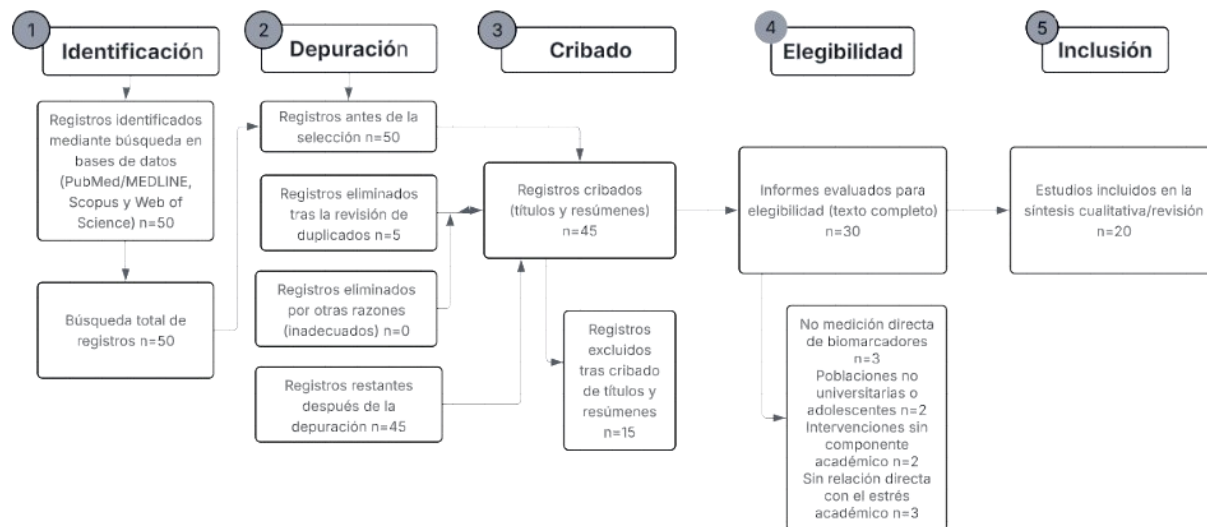 1
Identificación
2
Depuración
3
Cribado
4
Elegibilidad
5
Inclusión
Registros identificados
mediante búsqueda en
bases de datos
(PubMed/MEDLINE,
Scopus y Web of
Science) n=50
Búsqueda total de
registros n=50
Registros antes de la
selección n=50
Registros eliminados
tras la revisión de
duplicados n=5
Registros eliminados
por otras razones
(inadecuados) n=0
Registros restantes
después de la
depuración n=45
Registros cribados
(títulos y resúmenes)
n=45
Registros
excluidos
tras cribado
de títulos y
resúmenes
n=15
Informes evaluados para
elegibilidad (texto completo)
n=30
No medición directa
de biomarcadores
n=3
Poblaciones no
universitarias o
adolescentes n=2
Intervenciones sin
componente
académico n=2
Sin relación directa
con el estrés
académico n=3
Estudios incluidos en la
síntesis cualitativa/revisión
n=20